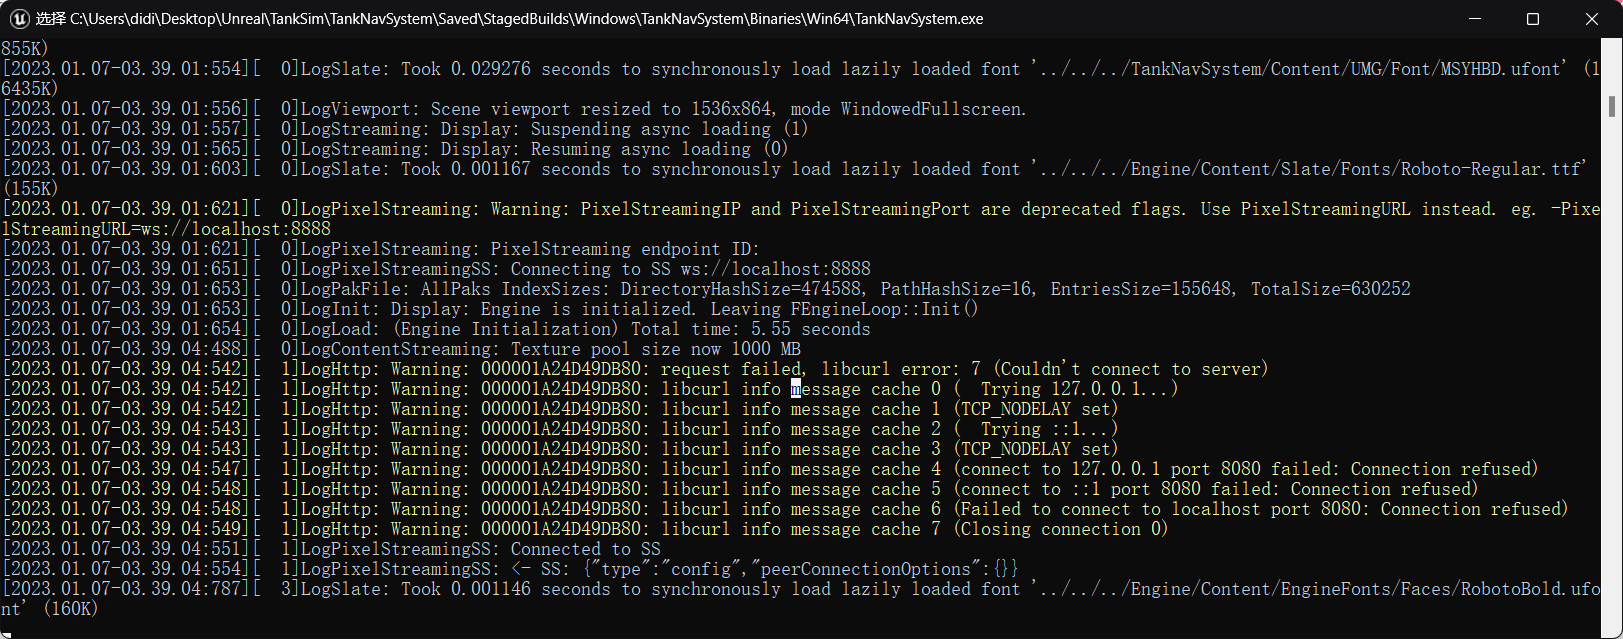 选择 C:\Users\didi\Desktop\Unreal\TankSim\TankNavSystem\Saved\StagedBuilds\Windows\TankNavSystem\Binaries\Win64\TankNavSystem.exe
855K)
[2023.01.07-03.39.01:554][  0]LogSlate: Took 0.029276 seconds to synchronously load lazily loaded font '../../../TankNavSystem/Content/UMG/Font/MSYHBD.ufont' (1
6435K)
[2023.01.07-03.39.01:556][  0]LogViewport: Scene viewport resized to 1536x864, mode WindowedFullscreen.
[2023.01.07-03.39.01:557][  0]LogStreaming: Display: Suspending async loading (1)
[2023.01.07-03.39.01:565][  0]LogStreaming: Display: Resuming async loading (0)
[2023.01.07-03.39.01:603][  0]LogSlate: Took 0.001167 seconds to synchronously load lazily loaded font '../../../Engine/Content/Slate/Fonts/Roboto-Regular.ttf'
(155K)
[2023.01.07-03.39.01:621][  0]LogPixelStreaming: Warning: PixelStreamingIP and PixelStreamingPort are deprecated flags. Use PixelStreamingURL instead. eg. -Pixe
lStreamingURL=ws://localhost:8888
[2023.01.07-03.39.01:621][  0]LogPixelStreaming: PixelStreaming endpoint ID:
[2023.01.07-03.39.01:651][  0]LogPixelStreamingSS: Connecting to SS ws://localhost:8888
[2023.01.07-03.39.01:653][  0]LogPakFile: AllPaks IndexSizes: DirectoryHashSize=474588, PathHashSize=16, EntriesSize=155648, TotalSize=630252
[2023.01.07-03.39.01:653][  0]LogInit: Display: Engine is initialized. Leaving FEngineLoop::Init()
[2023.01.07-03.39.01:654][  0]LogLoad: (Engine Initialization) Total time: 5.55 seconds
[2023.01.07-03.39.04:488][  0]LogContentStreaming: Texture pool size now 1000 MB
[2023.01.07-03.39.04:542][  1]LogHttp: Warning: 000001A24D49DB80: request failed, libcurl error: 7 (Couldn't connect to server)
[2023.01.07-03.39.04:542][  1]LogHttp: Warning: 000001A24D49DB80: libcurl info message cache 0 (  Trying 127.0.0.1...)
[2023.01.07-03.39.04:542][  1]LogHttp: Warning: 000001A24D49DB80: libcurl info message cache 1 (TCP_NODELAY set)
[2023.01.07-03.39.04:543][  1]LogHttp: Warning: 000001A24D49DB80: libcurl info message cache 2 (  Trying ::1...)
[2023.01.07-03.39.04:543][  1]LogHttp: Warning: 000001A24D49DB80: libcurl info message cache 3 (TCP_NODELAY set)
[2023.01.07-03.39.04:547][  1]LogHttp: Warning: 000001A24D49DB80: libcurl info message cache 4 (connect to 127.0.0.1 port 8080 failed: Connection refused)
[2023.01.07-03.39.04:548][  1]LogHttp: Warning: 000001A24D49DB80: libcurl info message cache 5 (connect to ::1 port 8080 failed: Connection refused)
[2023.01.07-03.39.04:548][  1]LogHttp: Warning: 000001A24D49DB80: libcurl info message cache 6 (Failed to connect to localhost port 8080: Connection refused)
[2023.01.07-03.39.04:549][  1]LogHttp: Warning: 000001A24D49DB80: libcurl info message cache 7 (Closing connection 0)
[2023.01.07-03.39.04:551][  1]LogPixelStreamingSS: Connected to SS
[2023.01.07-03.39.04:554][  1]LogPixelStreamingSS: <- SS: {"type":"config","peerConnectionOptions":{}}
[2023.01.07-03.39.04:787][  3]LogSlate: Took 0.001146 seconds to synchronously load lazily loaded font '../../../Engine/Content/EngineFonts/Faces/RobotoBold.ufo
nt' (160K)